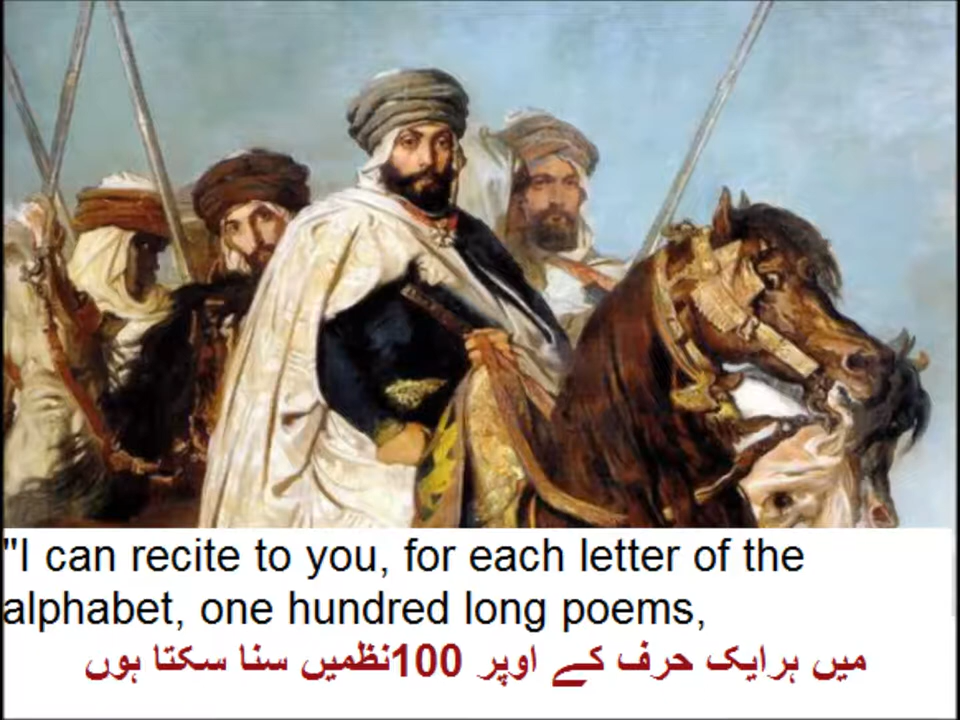 "I can recite to you, for each letter of the
alphabet, one hundred long poems,
میں ہرایک حرف کے اوپر 100نظمیں سنا سکتا ہوں